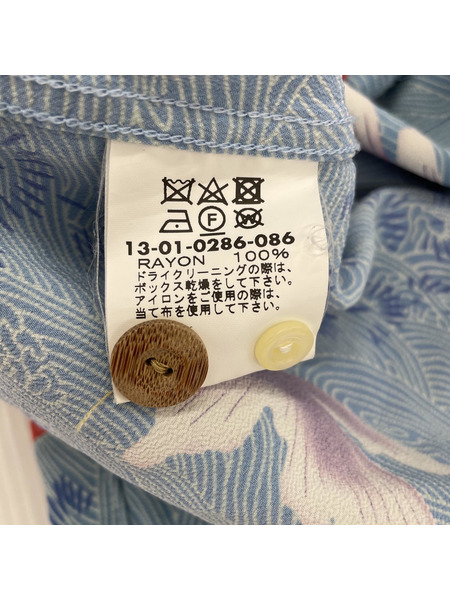 13-01-0286-086
RAYON 100%
ドライクリーニングの際は、
ボックス乾燥をして下さい。
アイロンをご使用の際は、
当て布を使用して下さい。